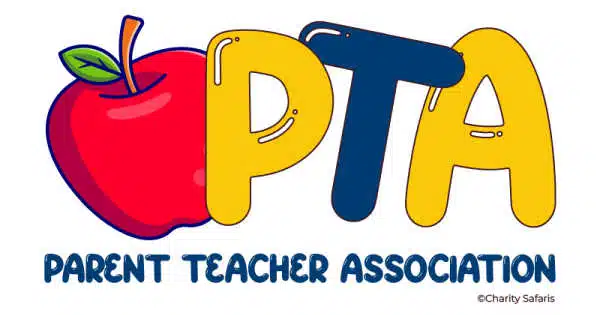 PTA
PARENT TEACHER ASSOCIATION
©Charity Safaris